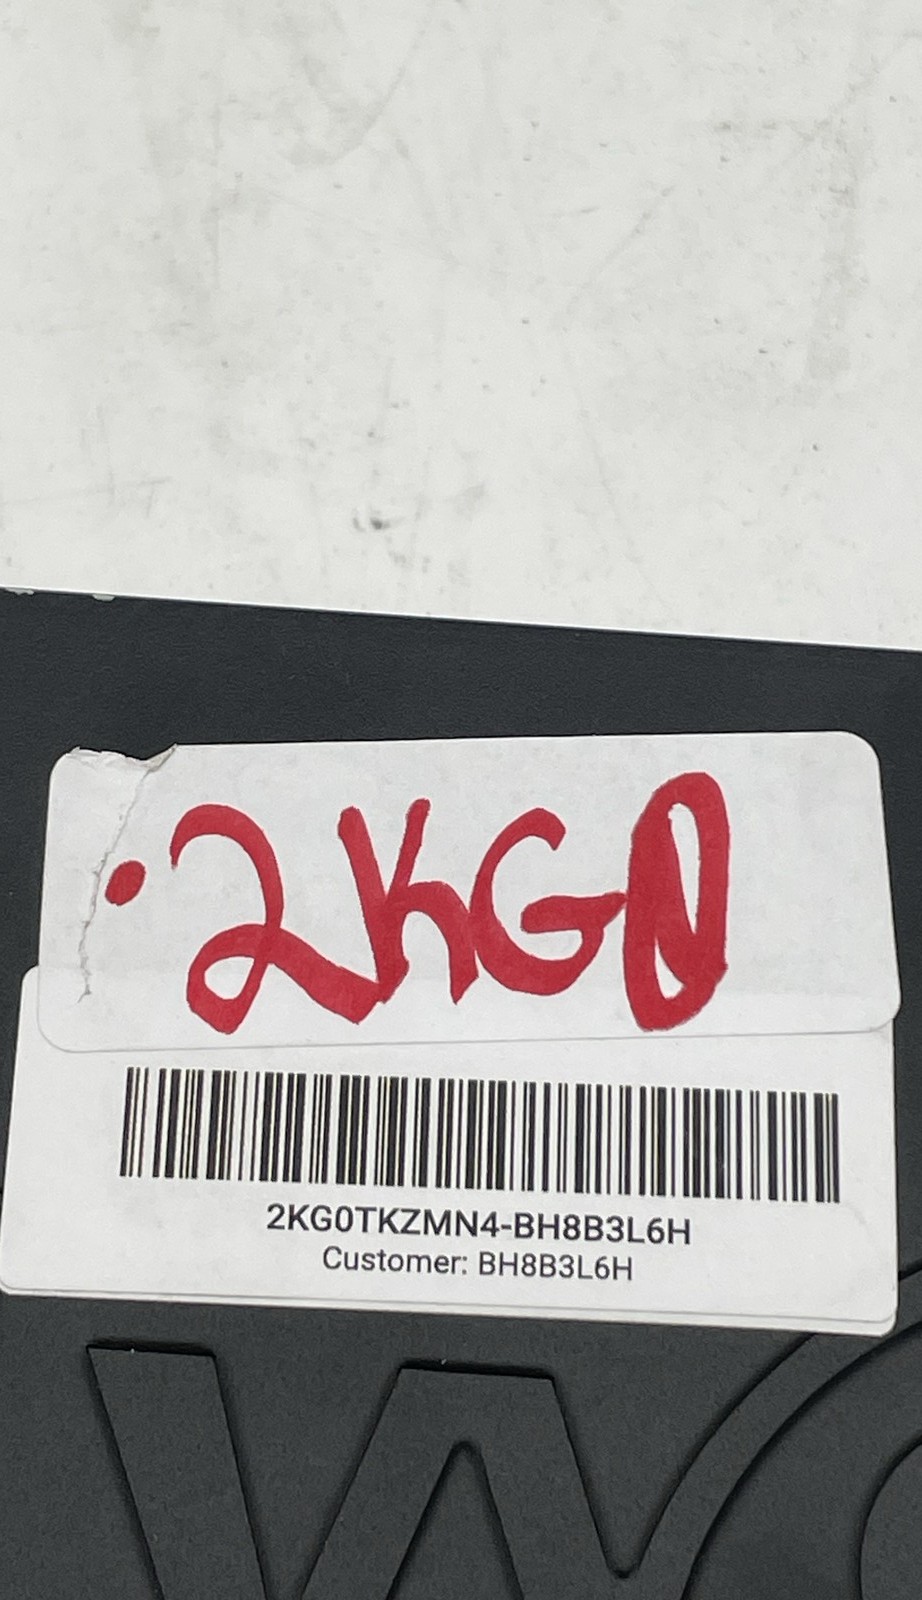 2KG0
2KG0TKZMN4-BH8B3L6H
Customer: BH8B3L6H